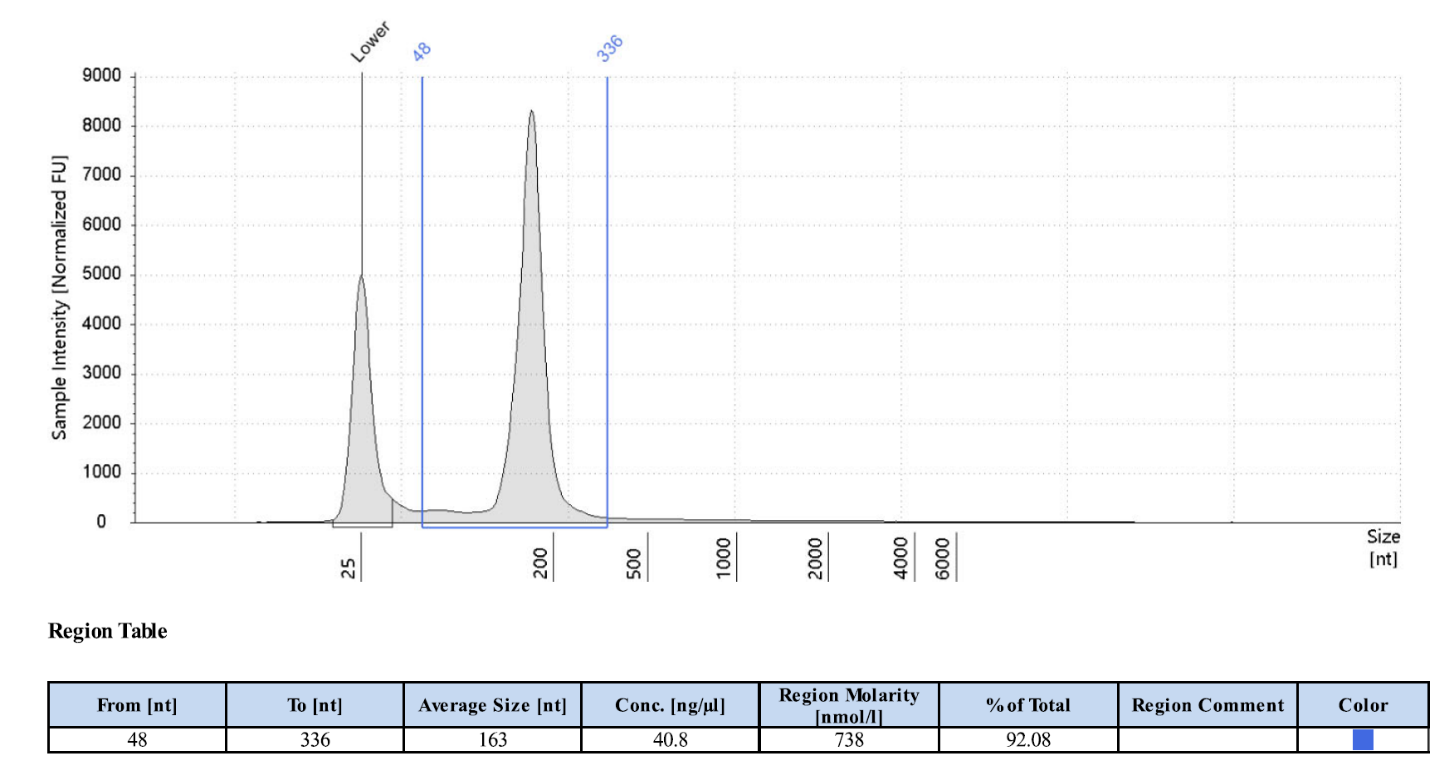 Lower
48
336
Sample Intensity [Normalized FU]
9000
8000
7000
6000
5000
4000
3000
2000
1000
0
25
200
500
1000
2000
4000
6000
Size
[nt]
Region Table
From [nt] To [nt] Average Size [nt] Conc. [ng/µl] Region Molarity [nmol/l] % of Total Region Comment Color
48 336 163 40.8 738 92.08